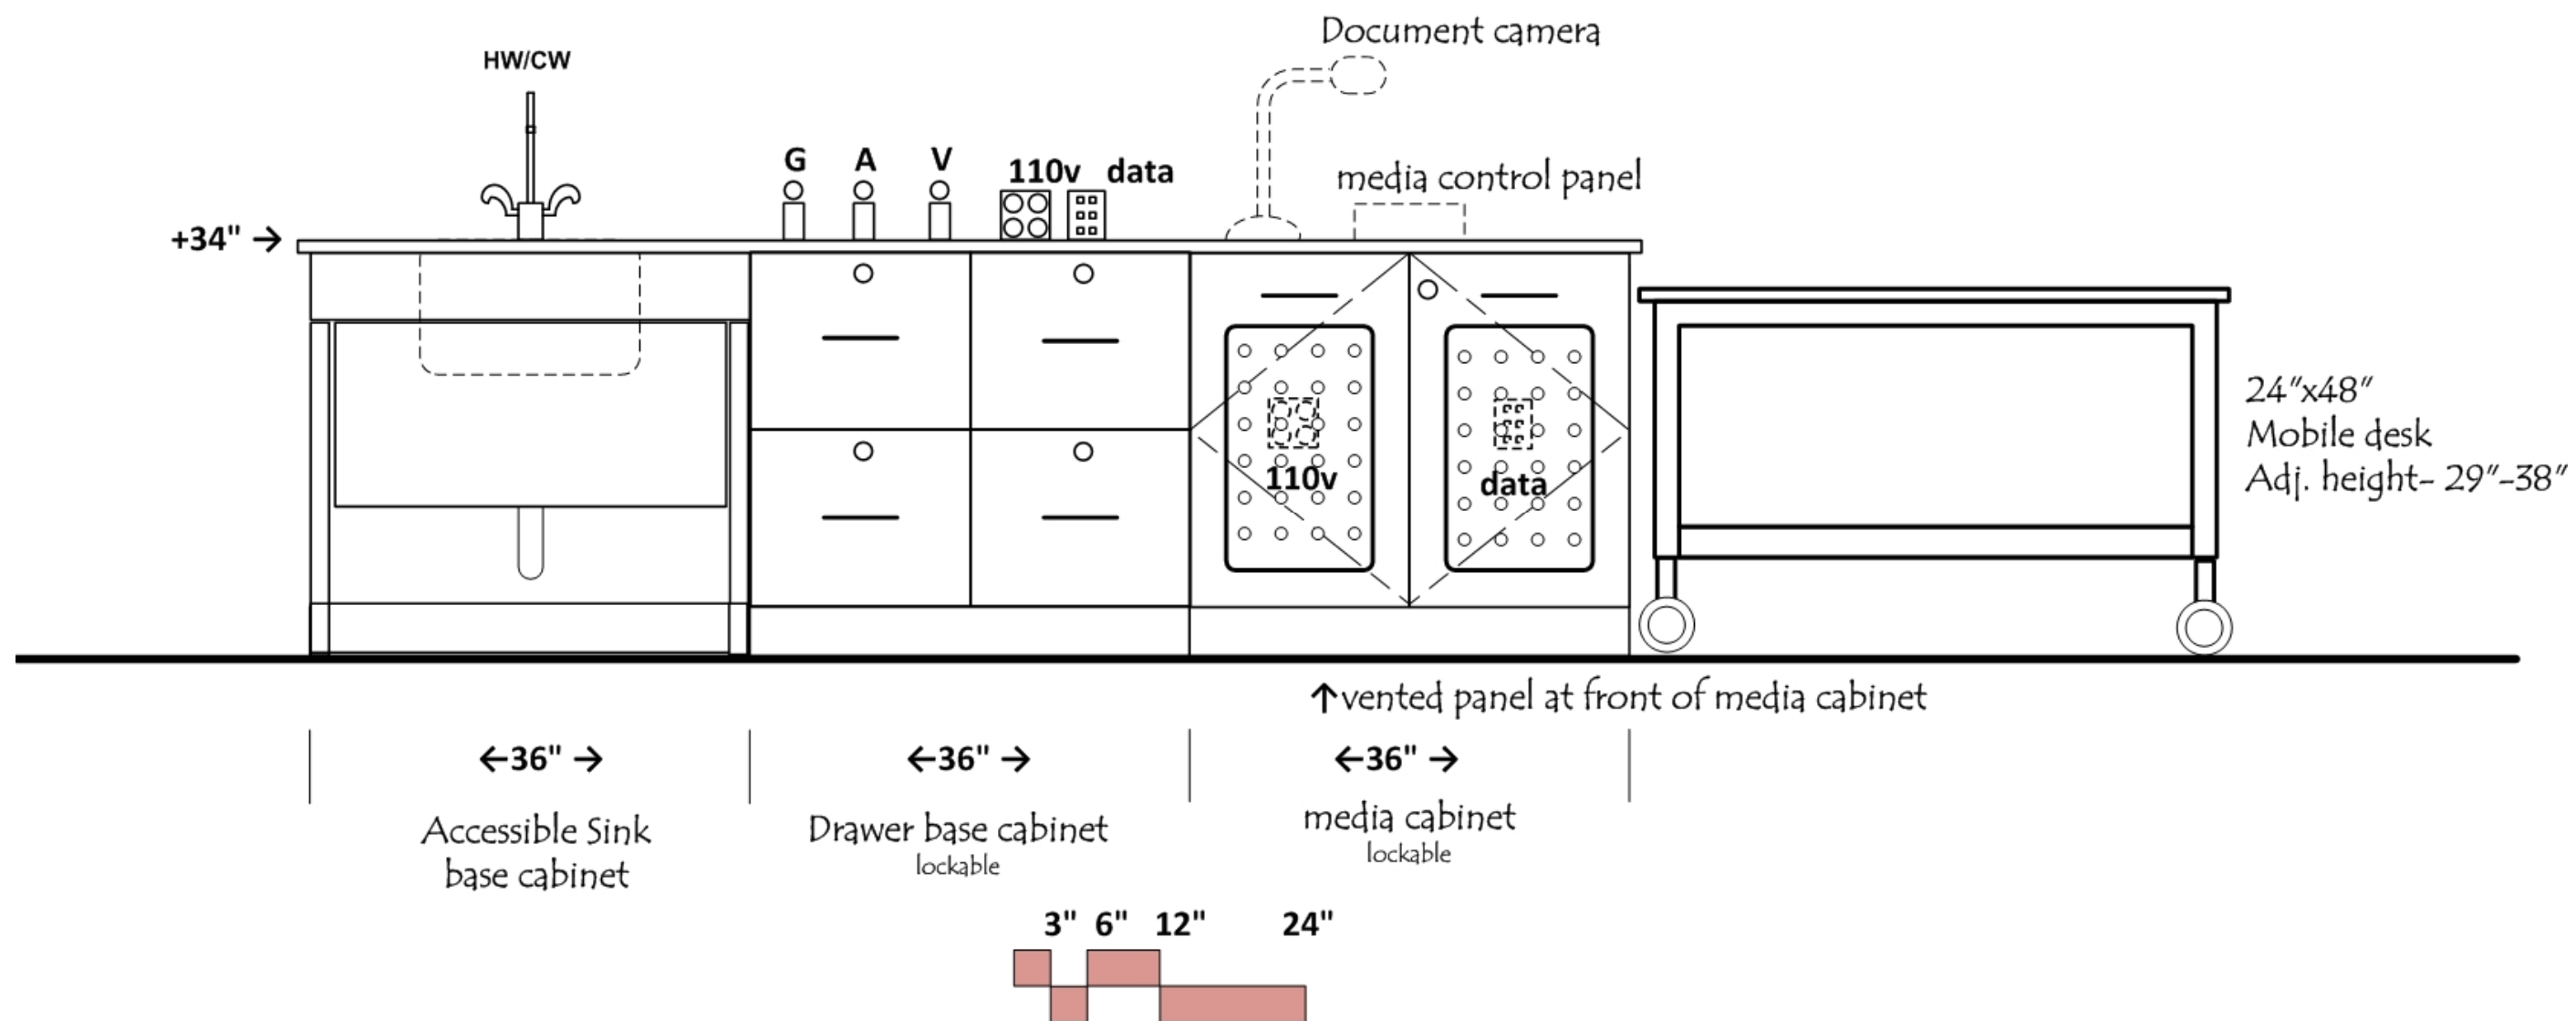 Document camera
HW/CW
G A V 110v data
media control panel
+34" →
24"x48"
Mobile desk
Adj. height- 29"-38"
110v data
↑vented panel at front of media cabinet
←36" → ←36" → ←36" →
Accessible Sink
base cabinet
Drawer base cabinet
lockable
media cabinet
lockable
3" 6" 12" 24"